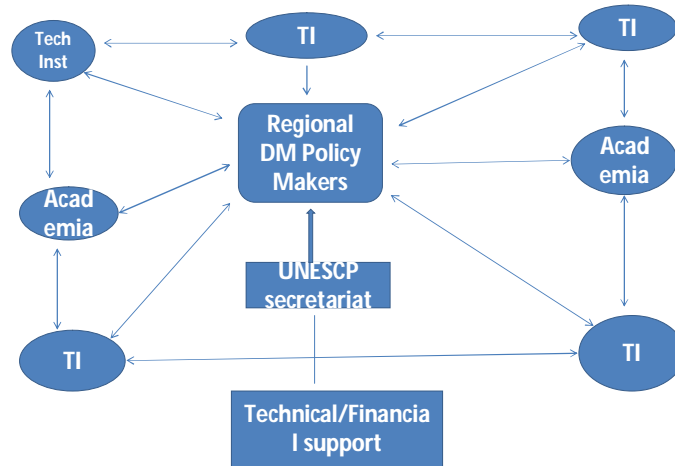 Tech
Inst
TI
TI
Regional
DM Policy
Makers
Acad
emia
Acad
emia
UNESCP
secretariat
TI
TI
Technical/Financia
l support